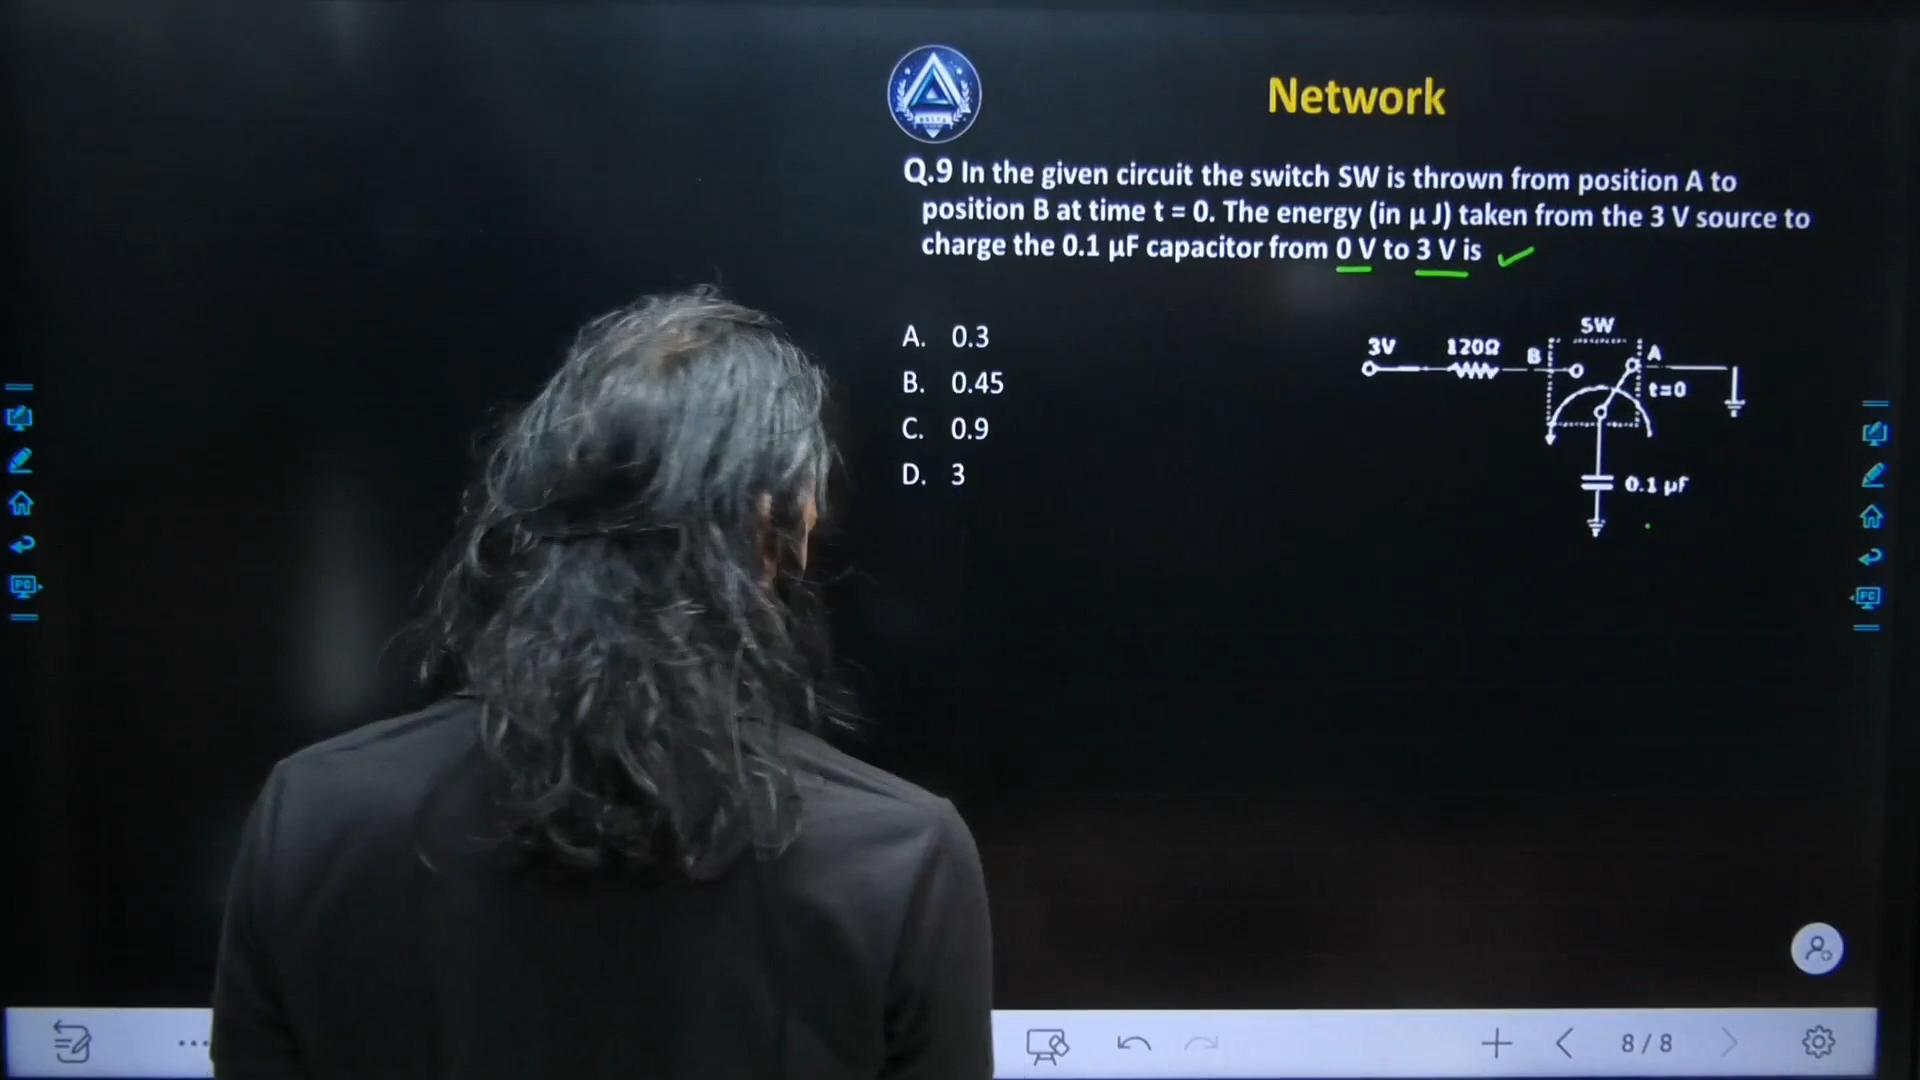 Network
Q.9 In the given circuit the switch SW is thrown from position A to
position B at time t = 0. The energy (in μ J) taken from the 3 V source to
charge the 0.1 μF capacitor from 0 V to 3 V is
A. 0.3
B. 0.45
C. 0.9
D. 3
SW
3V
120Ω
B
A
t=0
0.1 μF
PC
PC
8 / 8